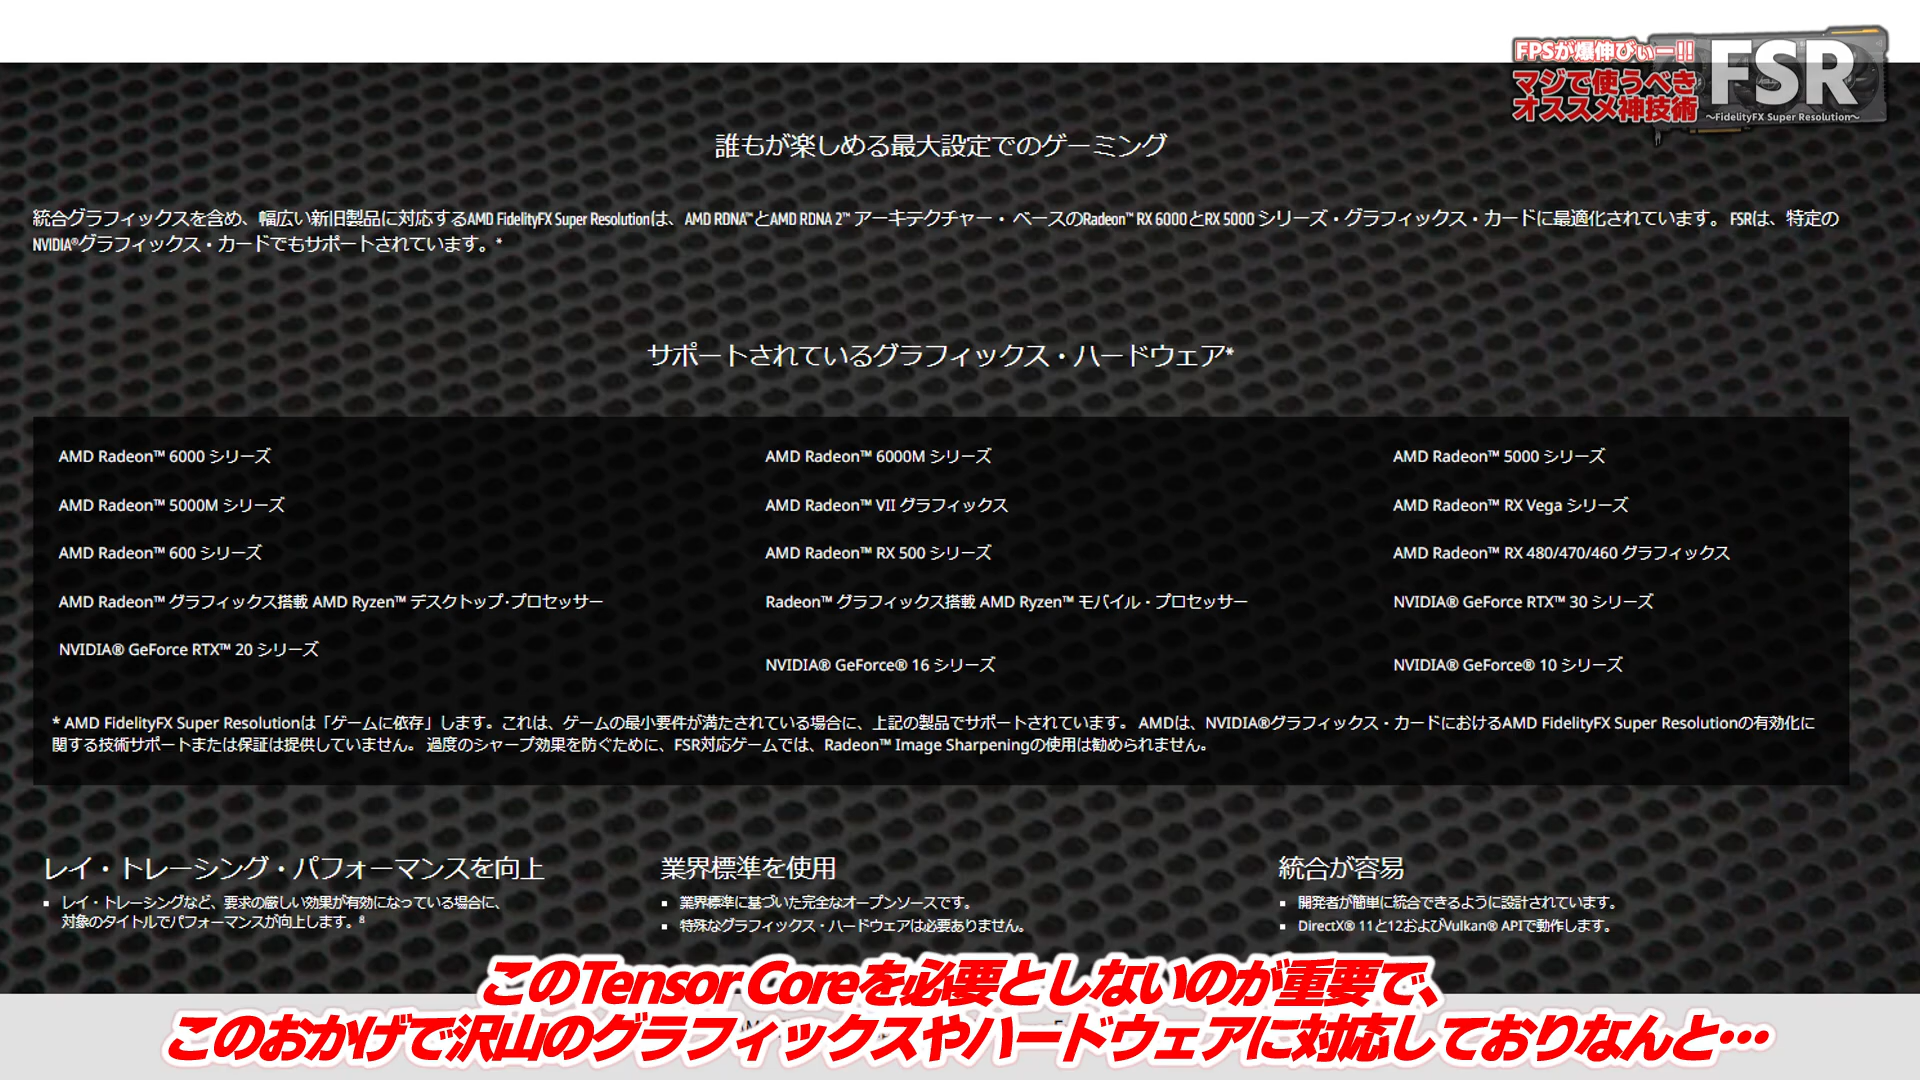 FPSが爆伸びぃー!!
マジで使うべき
オススメ神技術
FSR
～FidelityFX Super Resolution～
誰もが楽しめる最大設定でのゲーミング
統合グラフィックスを含め、幅広い新旧製品に対応するAMD FidelityFX Super Resolutionは、AMD RDNA™とAMD RDNA 2™ アーキテクチャー・ベースのRadeon™ RX 6000とRX 5000 シリーズ・グラフィックス・カードに最適化されています。 FSRは、特定の
NVIDIA®グラフィックス・カードでもサポートされています。*
サポートされているグラフィックス・ハードウェア*
AMD Radeon™ 6000 シリーズ
AMD Radeon™ 6000M シリーズ
AMD Radeon™ 5000 シリーズ
AMD Radeon™ 5000M シリーズ
AMD Radeon™ VII グラフィックス
AMD Radeon™ RX Vega シリーズ
AMD Radeon™ 600 シリーズ
AMD Radeon™ RX 500 シリーズ
AMD Radeon™ RX 480/470/460 グラフィックス
AMD Radeon™ グラフィックス搭載 AMD Ryzen™ デスクトップ･プロセッサー
Radeon™ グラフィックス搭載 AMD Ryzen™ モバイル・プロセッサー
NVIDIA® GeForce RTX™ 30 シリーズ
NVIDIA® GeForce RTX™ 20 シリーズ
NVIDIA® GeForce® 16 シリーズ
NVIDIA® GeForce® 10 シリーズ
* AMD FidelityFX Super Resolutionは「ゲームに依存」します。これは、ゲームの最小要件が満たされている場合に、上記の製品でサポートされています。 AMDは、NVIDIA®グラフィックス・カードにおけるAMD FidelityFX Super Resolutionの有効化に
関する技術サポートまたは保証は提供していません。 過度のシャープ効果を防ぐために、FSR対応ゲームでは、Radeon™ Image Sharpeningの使用は勧められません。
レイ・トレーシング・パフォーマンスを向上
レイ・トレーシングなど、要求の厳しい効果が有効になっている場合に、
対象のタイトルでパフォーマンスが向上します。8
業界標準を使用
業界標準に基づいた完全なオープンソースです。
特殊なグラフィックス・ハードウェアは必要ありません。
統合が容易
開発者が簡単に統合できるように設計されています。
DirectX® 11と12およびVulkan® APIで動作します。
このTensor Coreを必要としないのが重要で、
このおかげで沢山のグラフィックスやハードウェアに対応しておりなんと…